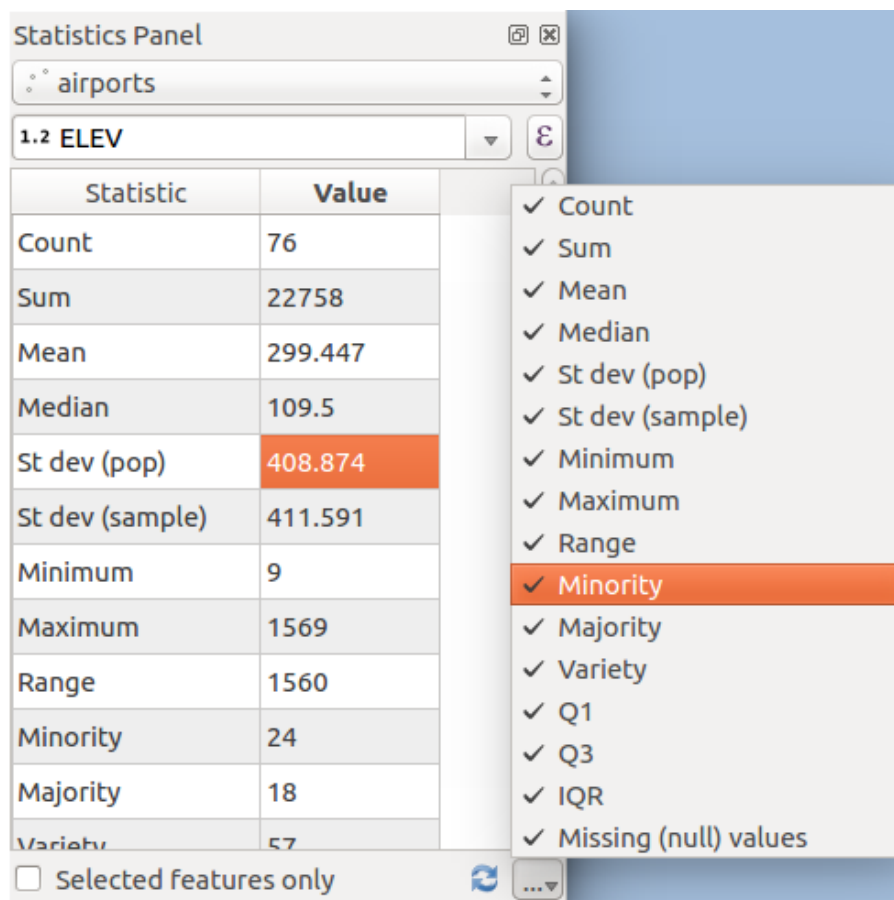 Statistics Panel
airports
1.2 ELEV ε
Statistic Value
Count 76
Sum 22758
Mean 299.447
Median 109.5
St dev (pop) 408.874
St dev (sample) 411.591
Minimum 9
Maximum 1569
Range 1560
Minority 24
Majority 18
Variety 57
Selected features only ...
Count
Sum
Mean
Median
St dev (pop)
St dev (sample)
Minimum
Maximum
Range
Minority
Majority
Variety
Q1
Q3
IQR
Missing (null) values